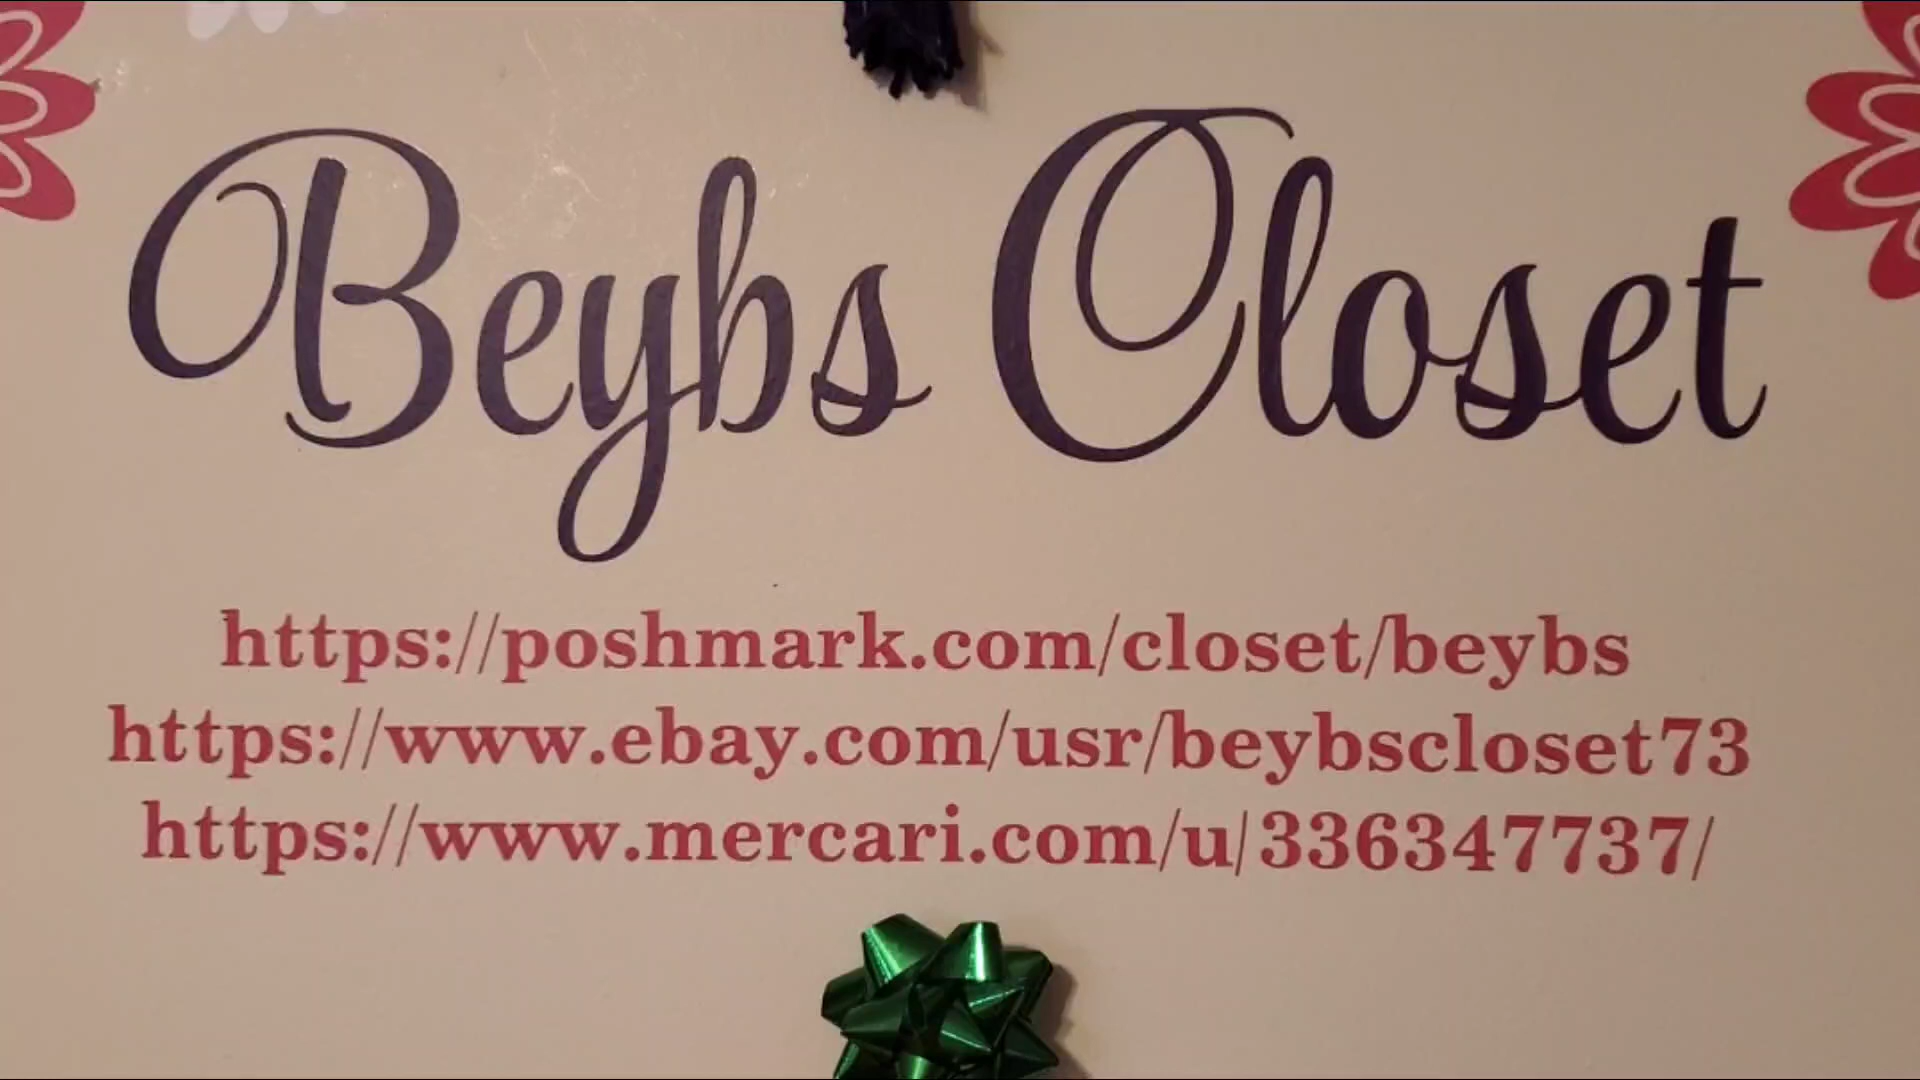 Beybs Closet
https://poshmark.com/closet/beybs
https://www.ebay.com/usr/beybscloset73
https://www.mercari.com/u/336347737/